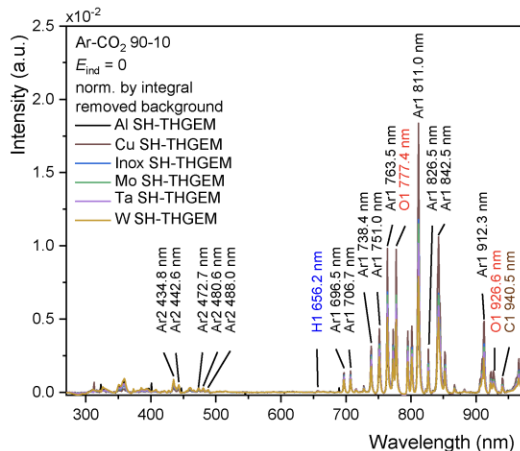 ×10⁻²
Intensity (a.u.)
2.5
2.0
1.5
1.0
0.5
0.0
Ar-CO₂ 90-10
E_ind = 0
norm. by integral
removed background
Al SH-THGEM
Cu SH-THGEM
Inox SH-THGEM
Mo SH-THGEM
Ta SH-THGEM
W SH-THGEM
Ar2 434.8 nm
Ar2 442.6 nm
Ar2 472.7 nm
Ar2 480.6 nm
Ar2 488.0 nm
H1 656.2 nm
Ar1 696.5 nm
Ar1 706.7 nm
Ar1 738.4 nm
Ar1 751.0 nm
Ar1 763.5 nm
O1 777.4 nm
Ar1 811.0 nm
Ar1 826.5 nm
Ar1 842.5 nm
Ar1 912.3 nm
O1 926.6 nm
C1 940.5 nm
300 400 500 600 700 800 900
Wavelength (nm)